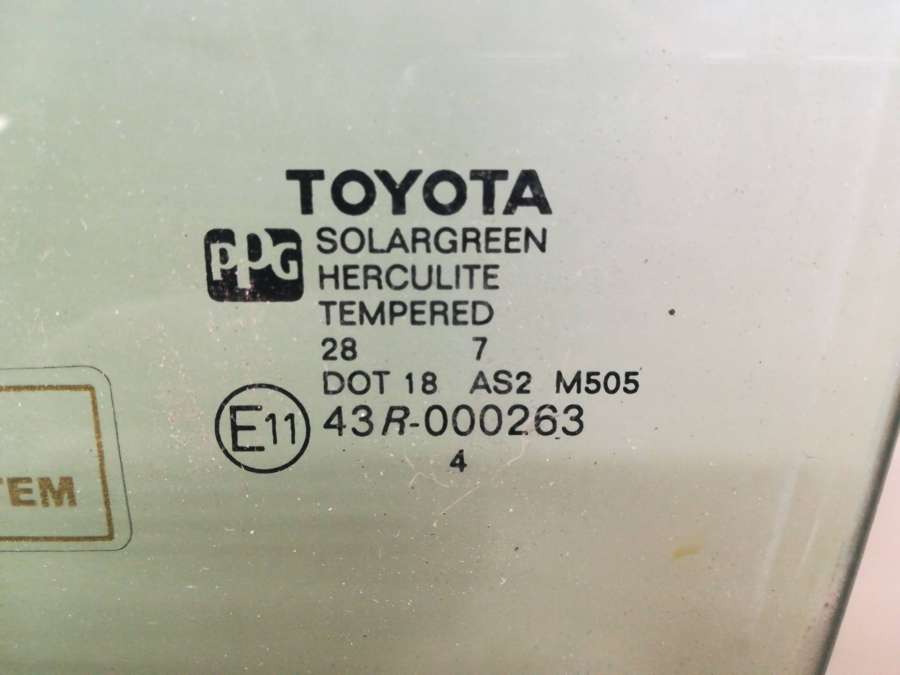 TOYOTA
PPG
SOLARGREEN
HERCULITE
TEMPERED
28 7
DOT 18 AS2 M505
E11 43R-000263
4
TEM